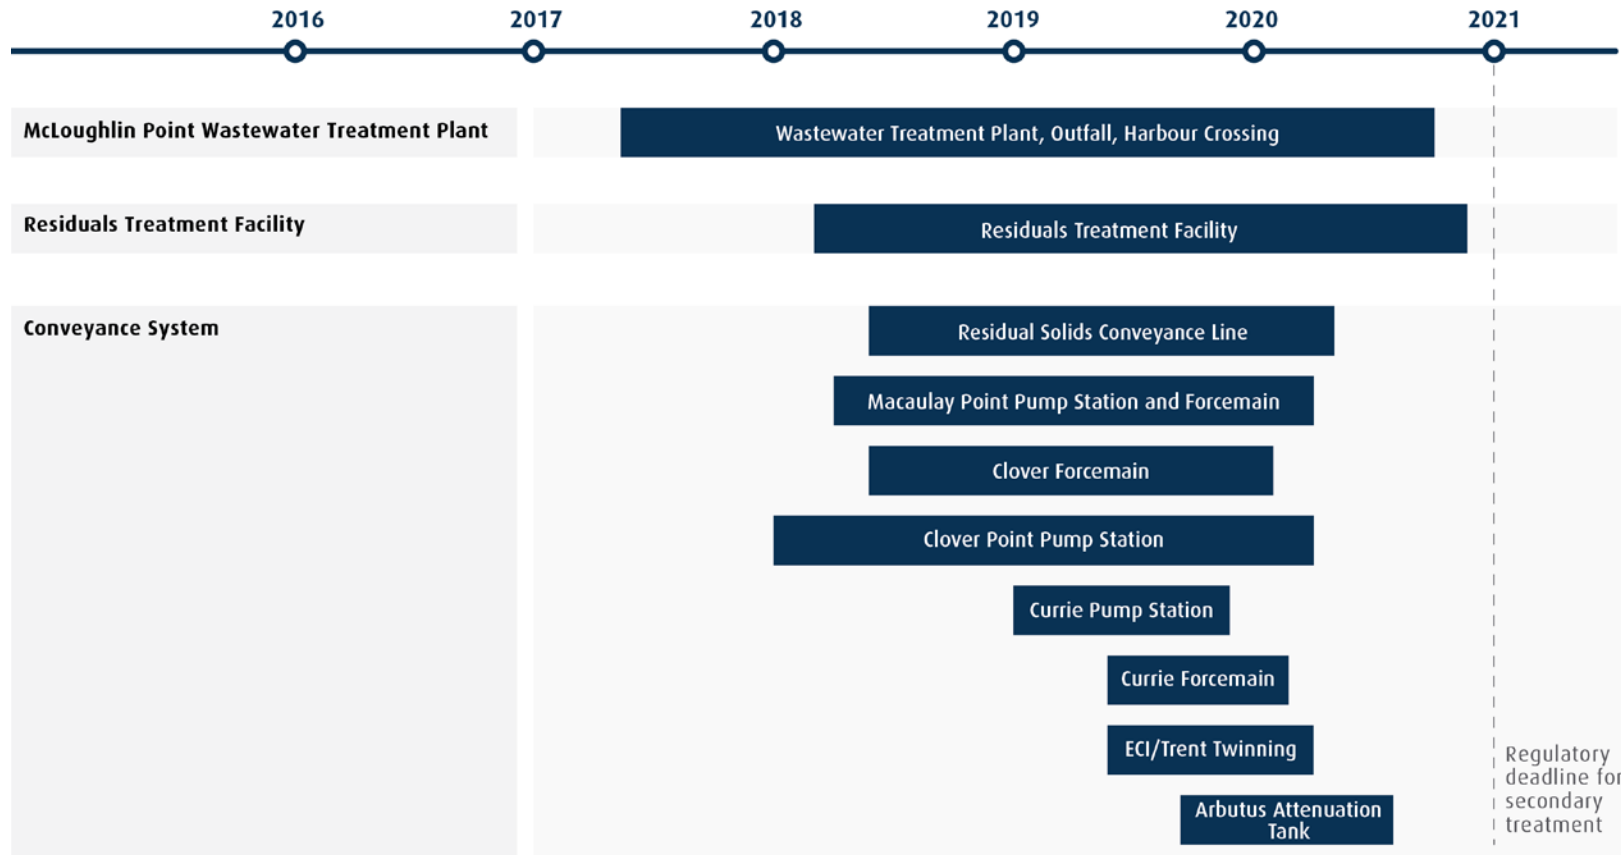 2016 2017 2018 2019 2020 2021
McLoughlin Point Wastewater Treatment Plant
Wastewater Treatment Plant, Outfall, Harbour Crossing
Residuals Treatment Facility
Residuals Treatment Facility
Conveyance System
Residual Solids Conveyance Line
Macaulay Point Pump Station and Forcemain
Clover Forcemain
Clover Point Pump Station
Currie Pump Station
Currie Forcemain
ECI/Trent Twinning
Arbutus Attenuation
Tank
Regulatory
deadline for
secondary
treatment